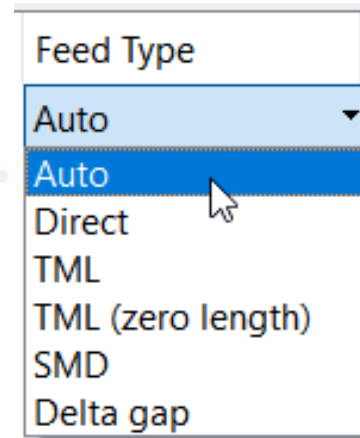 Feed Type
Auto
Auto
Direct
TML
TML (zero length)
SMD
Delta gap